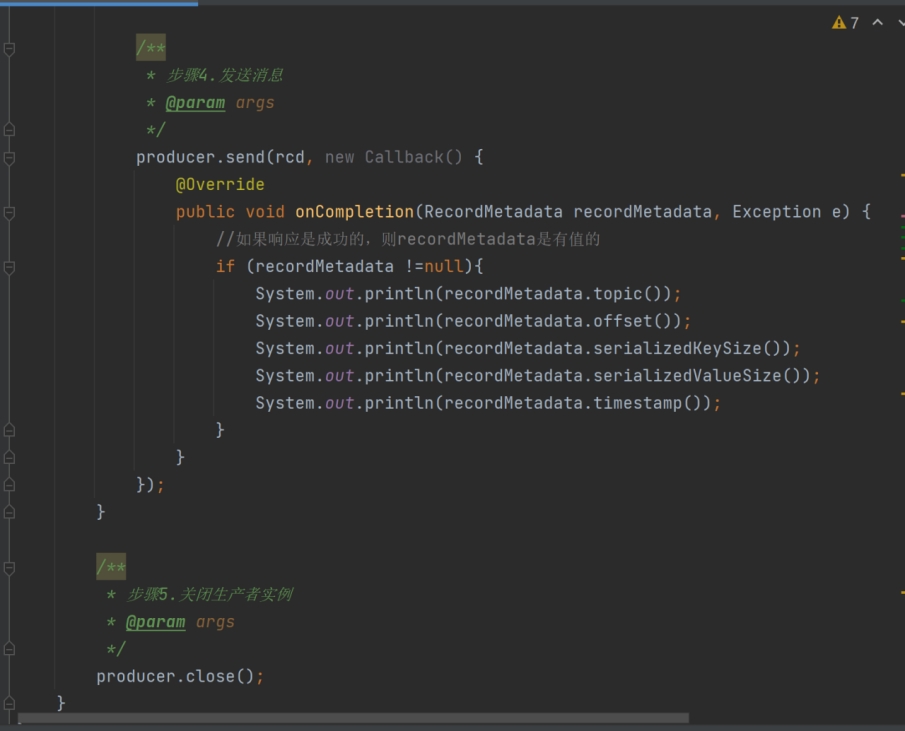 7
/**
* 步骤4.发送消息
* @param args
*/
producer.send(rcd, new Callback() {
@Override
public void onCompletion(RecordMetadata recordMetadata, Exception e) {
//如果响应是成功的，则recordMetadata是有值的
if (recordMetadata !=null){
System.out.println(recordMetadata.topic());
System.out.println(recordMetadata.offset());
System.out.println(recordMetadata.serializedKeySize());
System.out.println(recordMetadata.serializedValueSize());
System.out.println(recordMetadata.timestamp());
}
}
});
}
/**
* 步骤5.关闭生产者实例
* @param args
*/
producer.close();
}